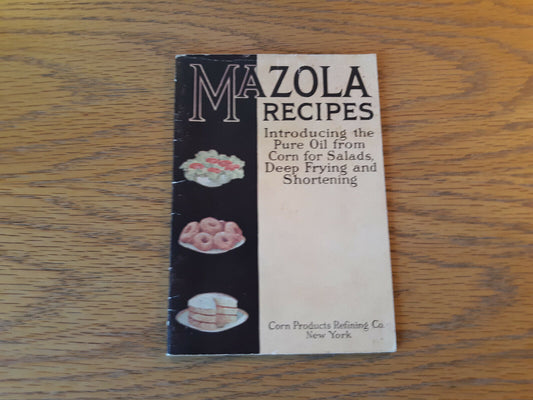 MAZOLA
RECIPES
Introducing the
Pure Oil from
Corn for Salads,
Deep Frying and
Shortening
Corn Products Refining Co.
New York